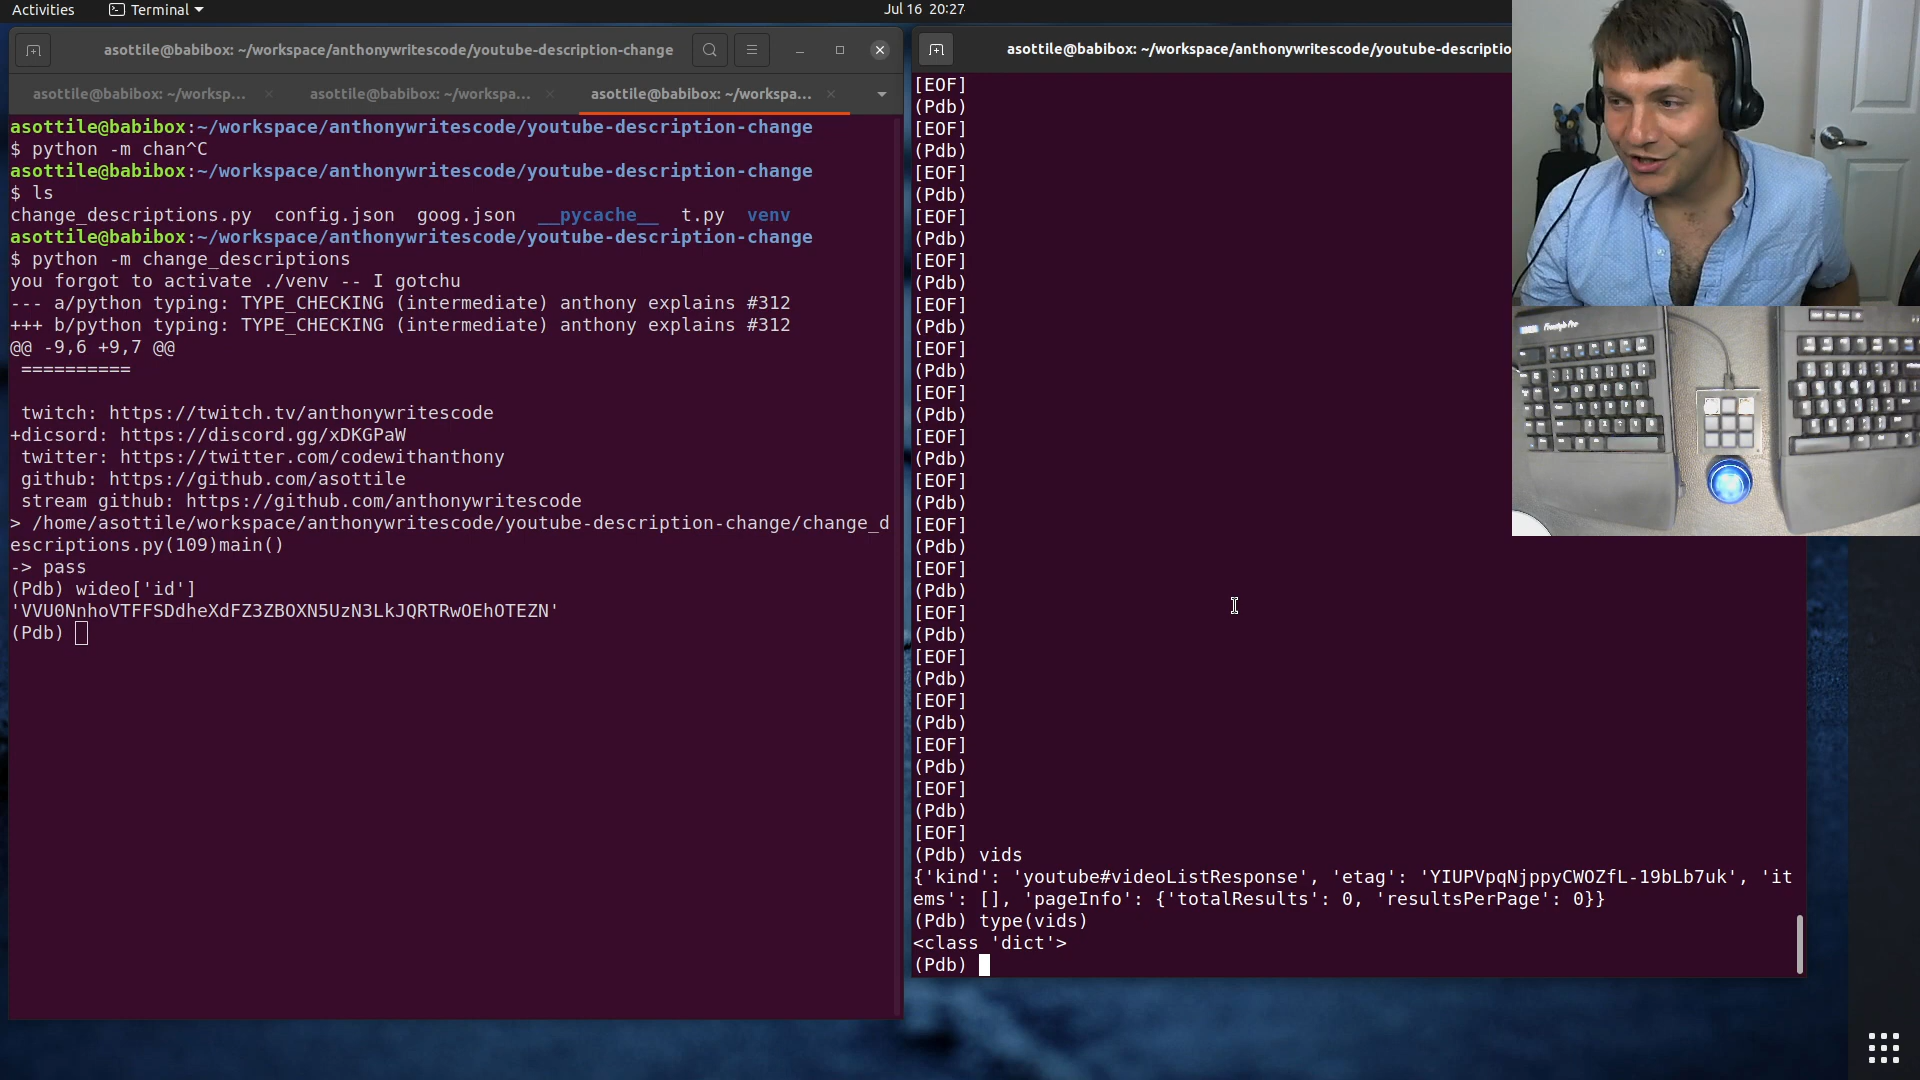 Activities
Terminal
Jul 16 20:27
asottile@babibox: ~/workspace/anthonywritescode/youtube-description-change
asottile@babibox: ~/worksp...
asottile@babibox: ~/workspa...
asottile@babibox: ~/workspa...
asottile@babibox:~/workspace/anthonywritescode/youtube-description-change
$ python -m chan^C
asottile@babibox:~/workspace/anthonywritescode/youtube-description-change
$ ls
change_descriptions.py config.json goog.json __pycache__ t.py venv
asottile@babibox:~/workspace/anthonywritescode/youtube-description-change
$ python -m change_descriptions
you forgot to activate ./venv -- I gotchu
--- a/python typing: TYPE_CHECKING (intermediate) anthony explains #312
+++ b/python typing: TYPE_CHECKING (intermediate) anthony explains #312
@@ -9,6 +9,7 @@
==========
twitch: https://twitch.tv/anthonywritescode
+dicsord: https://discord.gg/xDKGPaW
twitter: https://twitter.com/codewithanthony
github: https://github.com/asottile
stream github: https://github.com/anthonywritescode
> /home/asottile/workspace/anthonywritescode/youtube-description-change/change_d
escriptions.py(109)main()
-> pass
(Pdb) wideo['id']
'VVU0NnhoVTFFSDdheXdFZ3ZBOXN5UzN3LkJQRTRwOEhOTEZN'
(Pdb)
asottile@babibox: ~/workspace/anthonywritescode/youtube-descriptio
[EOF]
(Pdb)
[EOF]
(Pdb)
[EOF]
(Pdb)
[EOF]
(Pdb)
[EOF]
(Pdb)
[EOF]
(Pdb)
[EOF]
(Pdb)
[EOF]
(Pdb)
[EOF]
(Pdb)
[EOF]
(Pdb)
[EOF]
(Pdb)
[EOF]
(Pdb)
[EOF]
(Pdb)
[EOF]
(Pdb)
[EOF]
(Pdb)
[EOF]
(Pdb)
[EOF]
(Pdb)
[EOF]
(Pdb) vids
{'kind': 'youtube#videoListResponse', 'etag': 'YIUPVpqNjppyCWOZfL-19bLb7uk', 'it
ems': [], 'pageInfo': {'totalResults': 0, 'resultsPerPage': 0}}
(Pdb) type(vids)
<class 'dict'>
(Pdb)
Freestyle Pro